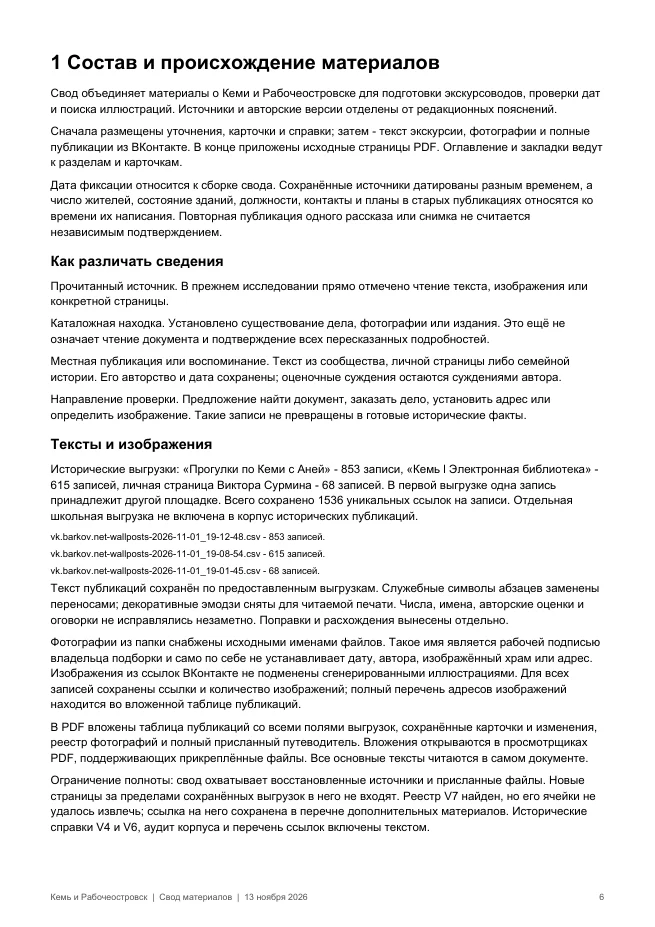 1 Состав и происхождение материалов
Свод объединяет материалы о Кеми и Рабочеостровске для подготовки экскурсоводов, проверки дат
и поиска иллюстраций. Источники и авторские версии отделены от редакционных пояснений.
Сначала размещены уточнения, карточки и справки; затем - текст экскурсии, фотографии и полные
публикации из ВКонтакте. В конце приложены исходные страницы PDF. Оглавление и закладки ведут
к разделам и карточкам.
Дата фиксации относится к сборке свода. Сохранённые источники датированы разным временем, а
число жителей, состояние зданий, должности, контакты и планы в старых публикациях относятся ко
времени их написания. Повторная публикация одного рассказа или снимка не считается
независимым подтверждением.
Как различать сведения
Прочитанный источник. В прежнем исследовании прямо отмечено чтение текста, изображения или
конкретной страницы.
Каталожная находка. Установлено существование дела, фотографии или издания. Это ещё не
означает чтение документа и подтверждение всех пересказанных подробностей.
Местная публикация или воспоминание. Текст из сообщества, личной страницы либо семейной
истории. Его авторство и дата сохранены; оценочные суждения остаются суждениями автора.
Направление проверки. Предложение найти документ, заказать дело, установить адрес или
определить изображение. Такие записи не превращены в готовые исторические факты.
Тексты и изображения
Исторические выгрузки: «Прогулки по Кеми с Аней» - 853 записи, «Кемь l Электронная библиотека» -
615 записей, личная страница Виктора Сурмина - 68 записей. В первой выгрузке одна запись
принадлежит другой площадке. Всего сохранено 1536 уникальных ссылок на записи. Отдельная
школьная выгрузка не включена в корпус исторических публикаций.
vk.barkov.net-wallposts-2026-11-01_19-12-48.csv - 853 записей.
vk.barkov.net-wallposts-2026-11-01_19-08-54.csv - 615 записей.
vk.barkov.net-wallposts-2026-11-01_19-01-45.csv - 68 записей.
Текст публикаций сохранён по предоставленным выгрузкам. Служебные символы абзацев заменены
переносами; декоративные эмодзи сняты для читаемой печати. Числа, имена, авторские оценки и
оговорки не исправлялись незаметно. Поправки и расхождения вынесены отдельно.
Фотографии из папки снабжены исходными именами файлов. Такое имя является рабочей подписью
владельца подборки и само по себе не устанавливает дату, автора, изображённый храм или адрес.
Изображения из ссылок ВКонтакте не подменены сгенерированными иллюстрациями. Для всех
записей сохранены ссылки и количество изображений; полный перечень адресов изображений
находится во вложенной таблице публикаций.
В PDF вложены таблица публикаций со всеми полями выгрузок, сохранённые карточки и изменения,
реестр фотографий и полный присланный путеводитель. Вложения открываются в просмотрщиках
PDF, поддерживающих прикреплённые файлы. Все основные тексты читаются в самом документе.
Ограничение полноты: свод охватывает восстановленные источники и присланные файлы. Новые
страницы за пределами сохранённых выгрузок в него не входят. Реестр V7 найден, но его ячейки не
удалось извлечь; ссылка на него сохранена в перечне дополнительных материалов. Исторические
справки V4 и V6, аудит корпуса и перечень ссылок включены текстом.
Кемь и Рабочеостровск | Свод материалов | 13 ноября 2026
6